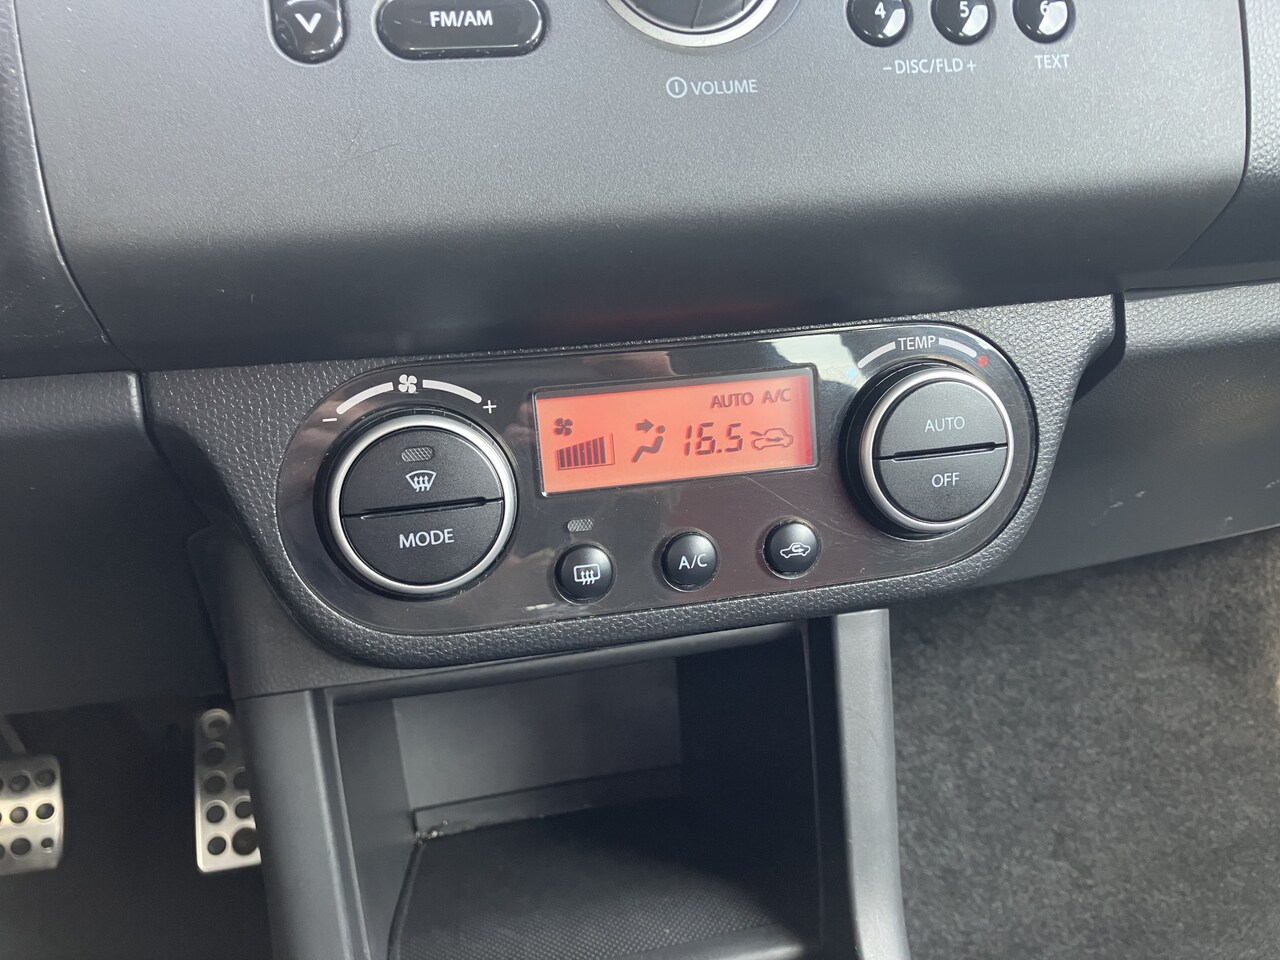 FM/AM
4 5 6
VOLUME
- DISC/FLD +
TEXT
TEMP
- +
AUTO A/C
16.5
AUTO
OFF
MODE
A/C